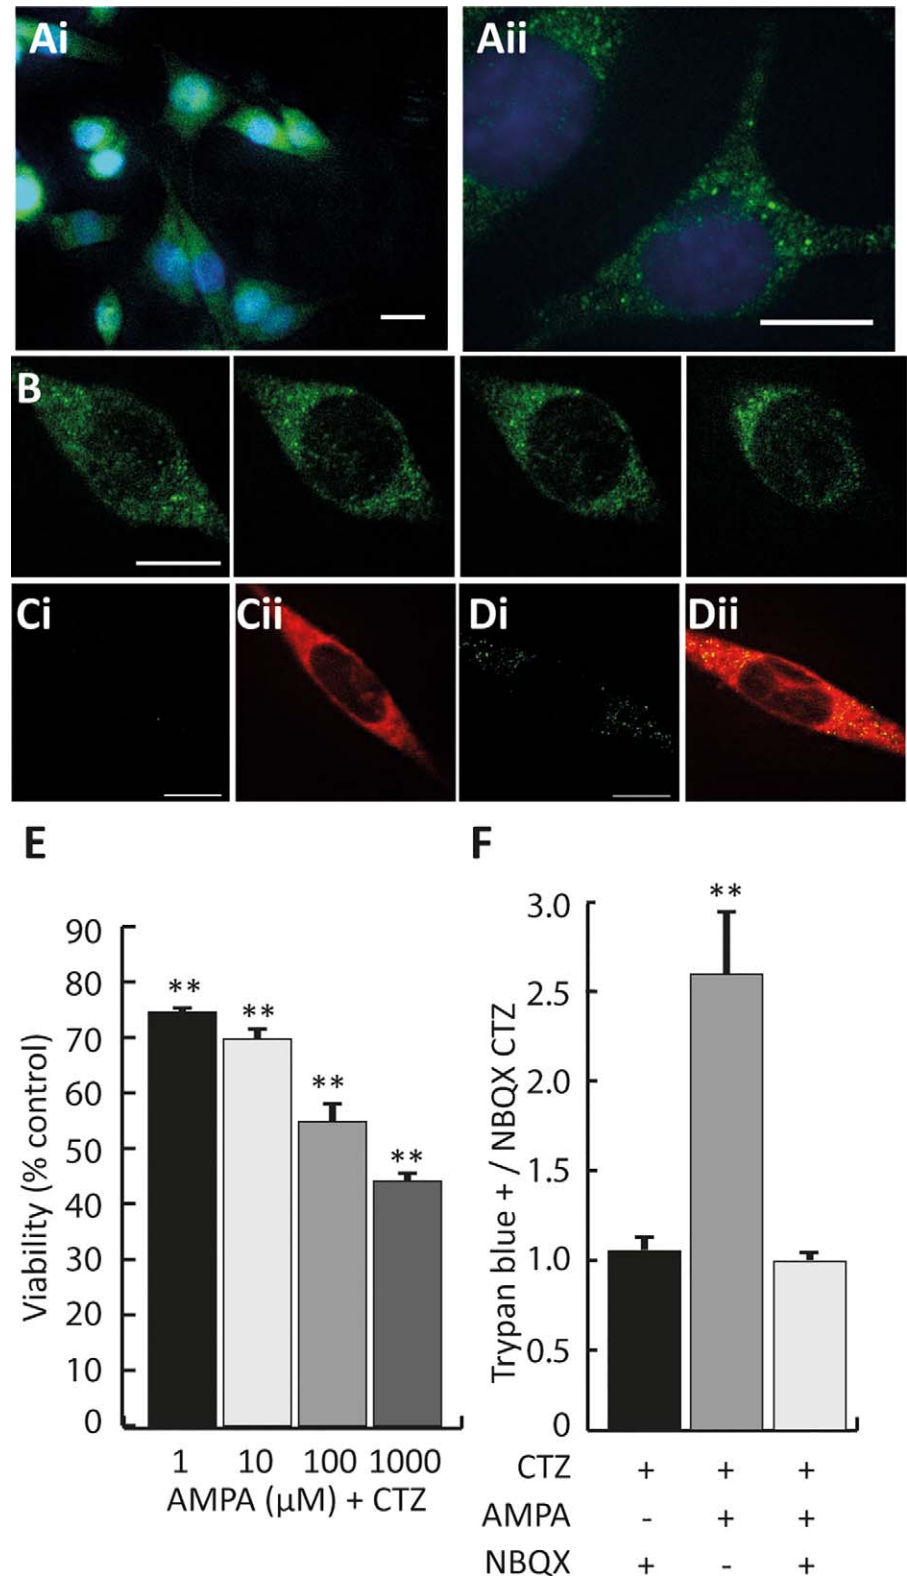 Ai
Aii
B
Ci
Cii
Di
Dii
E
F
Viability (% control)
90
80
70
60
50
40
30
20
10
0
**
**
**
**
1 10 100 1000
AMPA (μM) + CTZ
Trypan blue + / NBQX CTZ
3.0
2.5
2.0
1.5
1.0
0.5
0
**
CTZ + + +
AMPA - + +
NBQX + - +